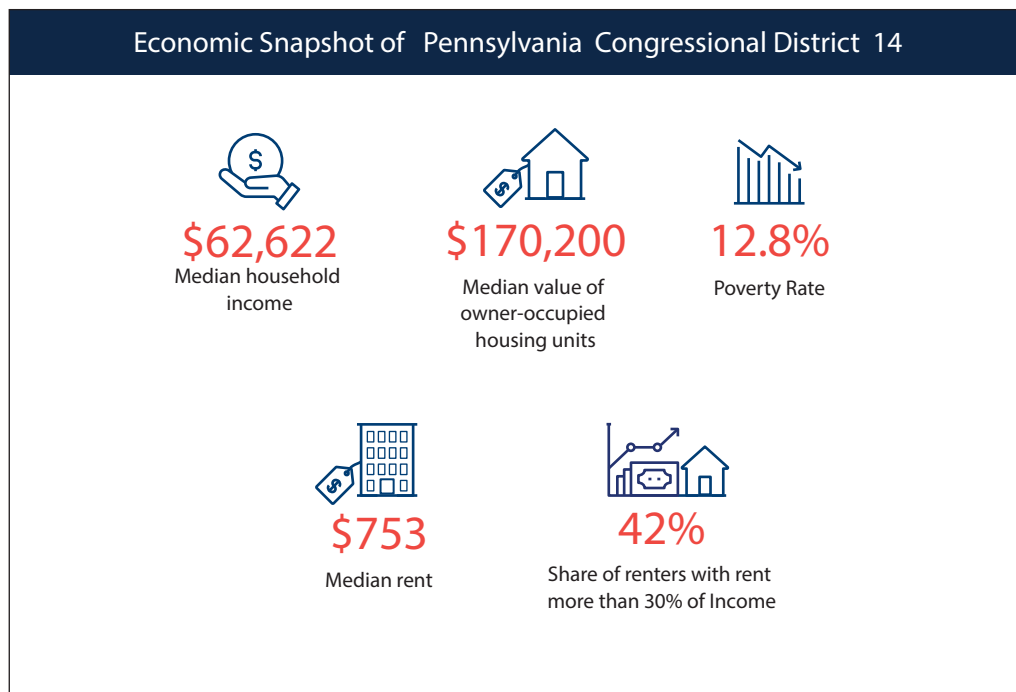 Economic Snapshot of Pennsylvania Congressional District 14
$
$
$62,622
Median household
income
$170,200
Median value of
owner-occupied
housing units
12.8%
Poverty Rate
$
$753
Median rent
42%
Share of renters with rent
more than 30% of Income